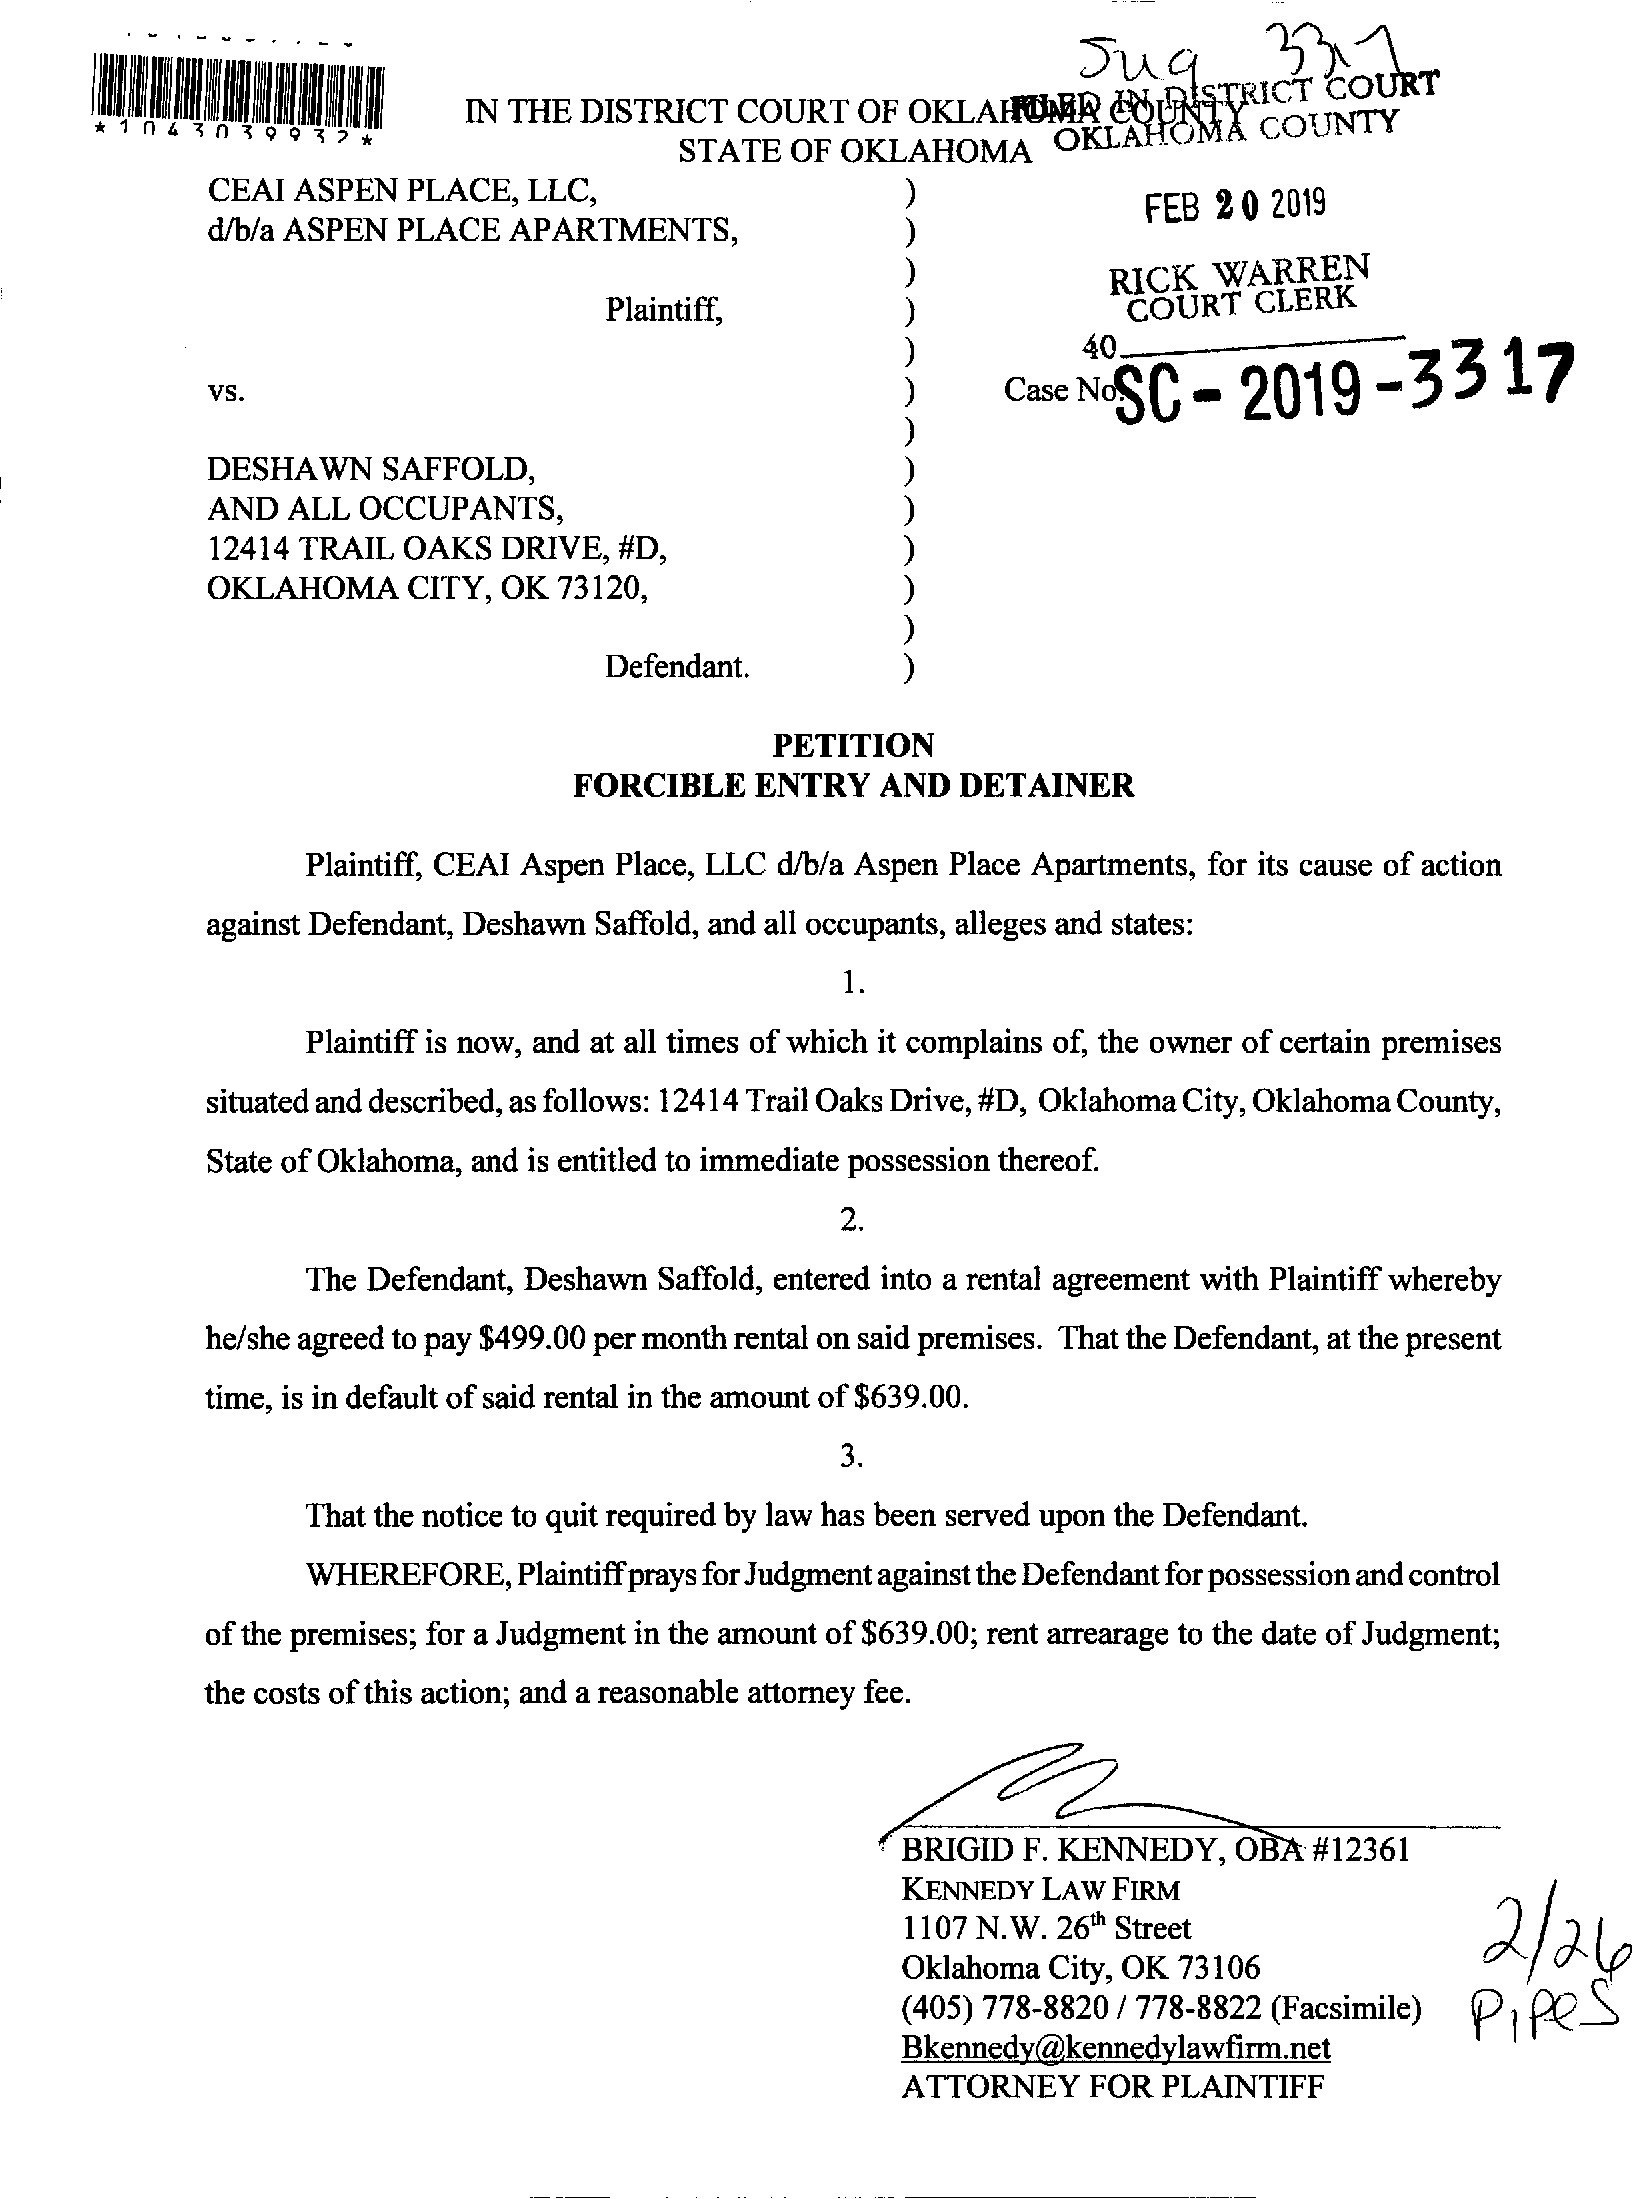 *1043039932*
IN THE DISTRICT COURT OF OKLAHOMA COUNTY
STATE OF OKLAHOMA
FILED IN DISTRICT COURT
OKLAHOMA COUNTY
FEB 20 2019
RICK WARREN
COURT CLERK
40
Case No. SC-2019-3317
CEAI ASPEN PLACE, LLC, )
d/b/a ASPEN PLACE APARTMENTS, )
)
Plaintiff, )
)
vs. )
)
DESHAWN SAFFOLD, )
AND ALL OCCUPANTS, )
12414 TRAIL OAKS DRIVE, #D, )
OKLAHOMA CITY, OK 73120, )
)
Defendant. )
PETITION
FORCIBLE ENTRY AND DETAINER
Plaintiff, CEAI Aspen Place, LLC d/b/a Aspen Place Apartments, for its cause of action
against Defendant, Deshawn Saffold, and all occupants, alleges and states:
1.
Plaintiff is now, and at all times of which it complains of, the owner of certain premises
situated and described, as follows: 12414 Trail Oaks Drive, #D, Oklahoma City, Oklahoma County,
State of Oklahoma, and is entitled to immediate possession thereof.
2.
The Defendant, Deshawn Saffold, entered into a rental agreement with Plaintiff whereby
he/she agreed to pay $499.00 per month rental on said premises. That the Defendant, at the present
time, is in default of said rental in the amount of $639.00.
3.
That the notice to quit required by law has been served upon the Defendant.
WHEREFORE, Plaintiff prays for Judgment against the Defendant for possession and control
of the premises; for a Judgment in the amount of $639.00; rent arrearage to the date of Judgment;
the costs of this action; and a reasonable attorney fee.
BRIGID F. KENNEDY, OBA #12361
KENNEDY LAW FIRM
1107 N.W. 26th Street
Oklahoma City, OK 73106
(405) 778-8820 / 778-8822 (Facsimile)
Bkennedy@kennedylawfirm.net
ATTORNEY FOR PLAINTIFF
2/26
Pipes